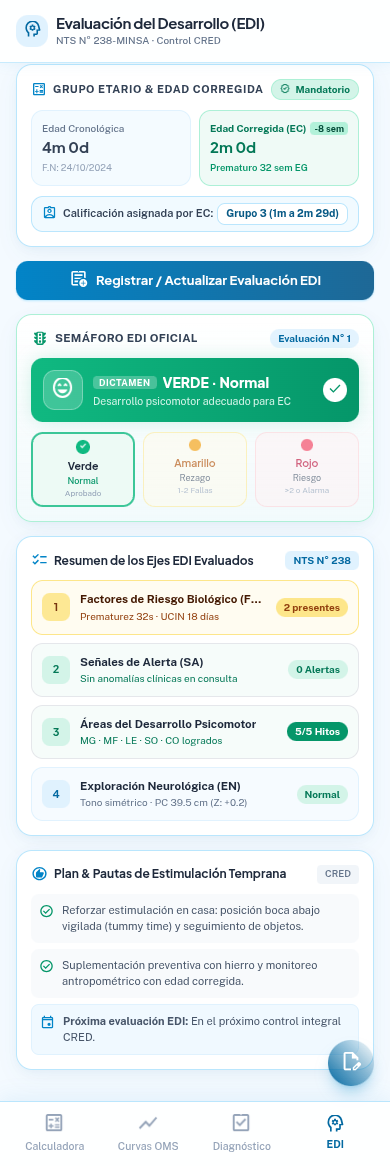 Evaluación del Desarrollo (EDI)
NTS N° 238-MINSA · Control CRED
GRUPO ETARIO & EDAD CORREGIDA
Mandatorio
Edad Cronológica
4m 0d
F.N: 24/10/2024
Edad Corregida (EC)
-8 sem
2m 0d
Prematuro 32 sem EG
Calificación asignada por EC:
Grupo 3 (1m a 2m 29d)
Registrar / Actualizar Evaluación EDI
SEMÁFORO EDI OFICIAL
Evaluación N° 1
DICTAMEN
VERDE · Normal
Desarrollo psicomotor adecuado para EC
Verde
Normal
Aprobado
Amarillo
Rezago
1-2 Fallas
Rojo
Riesgo
+2 o Alarma
Resumen de los Ejes EDI Evaluados
NTS N° 238
1
Factores de Riesgo Biológico (F...
Prematurez 32s · UCIN 18 días
2 presentes
2
Señales de Alerta (SA)
Sin anomalías clínicas en consulta
0 Alertas
3
Áreas del Desarrollo Psicomotor
MG · MF · LE · SO · CO logrados
5/5 Hitos
4
Exploración Neurológica (EN)
Tono simétrico · PC 39.5 cm (Z: +0.2)
Normal
Plan & Pautas de Estimulación Temprana
CRED
Reforzar estimulación en casa: posición boca abajo
vigilada (tummy time) y seguimiento de objetos.
Suplementación preventiva con hierro y monitoreo
antropométrico con edad corregida.
Próxima evaluación EDI: En el próximo control integral
CRED.
Calculadora
Curvas OMS
Diagnóstico
EDI